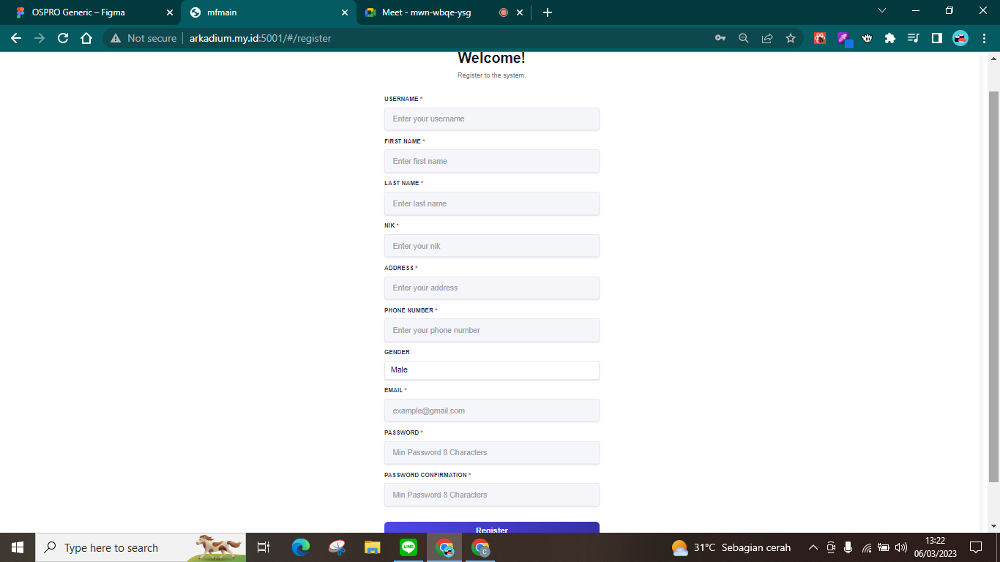 OSPRO Generic – Figma
mfmain
Meet - mwn-wbqe-ysg
Not secure
arkadium.my.id:5001/#/register
Welcome!
Register to the system.
USERNAME *
Enter your username
FIRST NAME *
Enter first name
LAST NAME *
Enter last name
NIK *
Enter your nik
ADDRESS *
Enter your address
PHONE NUMBER *
Enter your phone number
GENDER
Male
EMAIL *
example@gmail.com
PASSWORD *
Min Password 8 Characters
PASSWORD CONFIRMATION *
Min Password 8 Characters
Register
Type here to search
LINE
C
31°C Sebagian cerah
13:22
06/03/2023